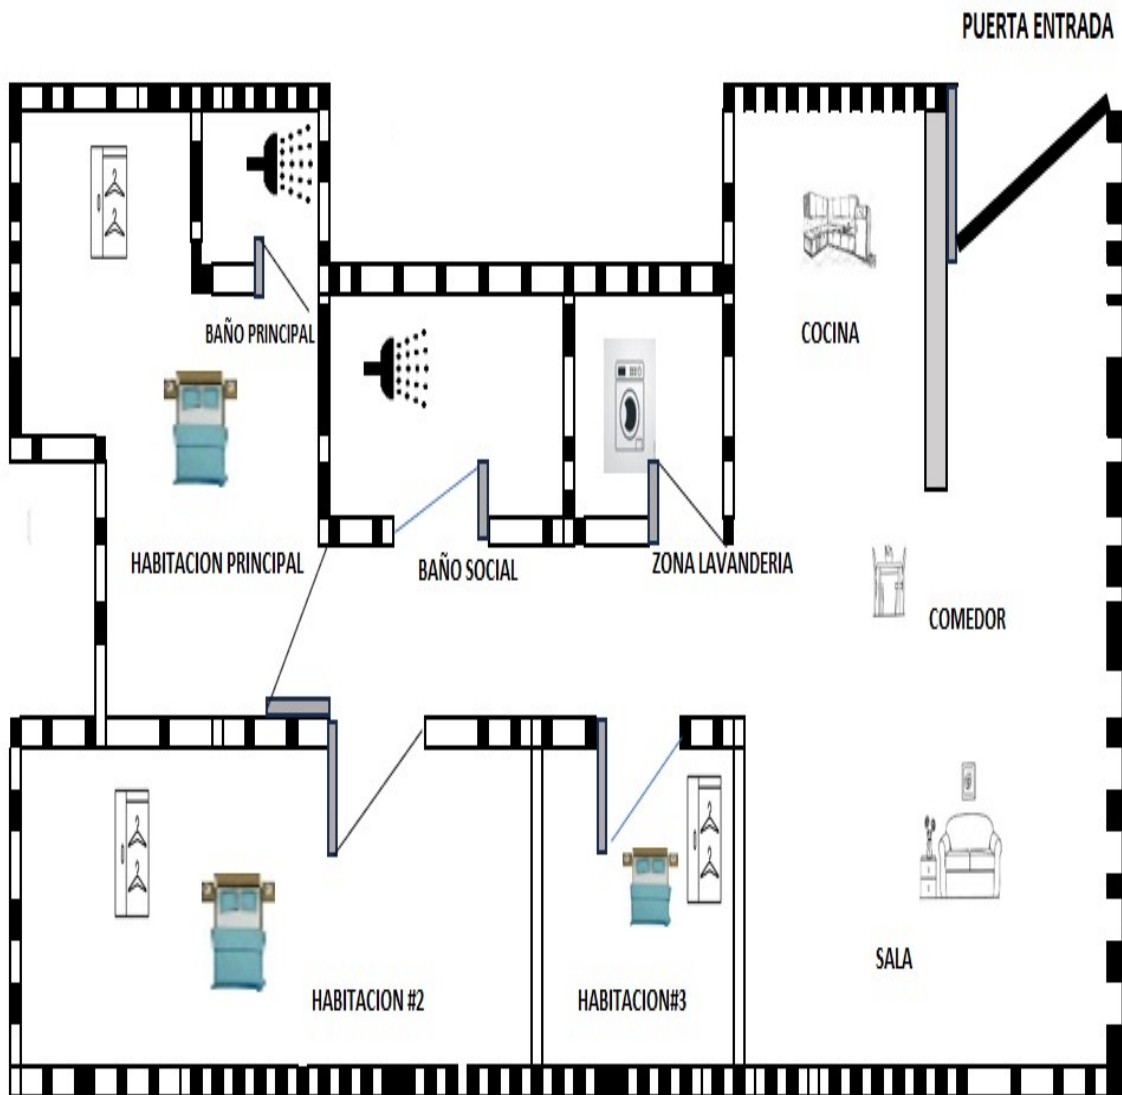 PUERTA ENTRADA
BAÑO PRINCIPAL
COCINA
HABITACION PRINCIPAL
BAÑO SOCIAL
ZONA LAVANDERIA
COMEDOR
SALA
HABITACION #2
HABITACION#3